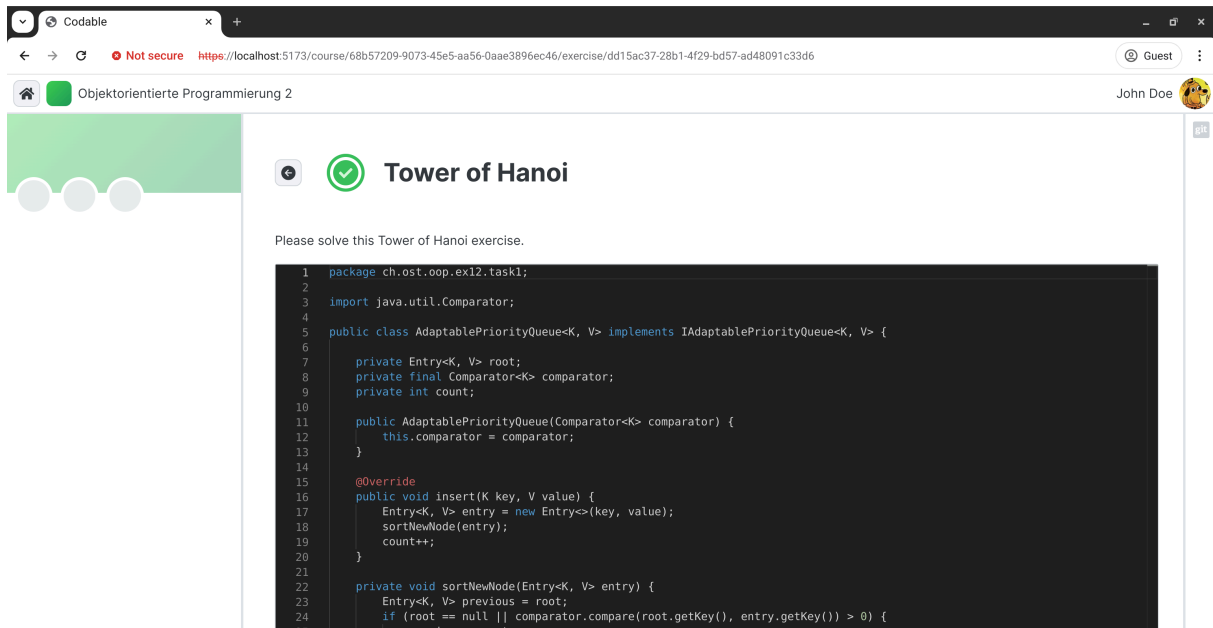 Codable
Not secure https://localhost:5173/course/68b57209-9073-45e5-aa56-0aae3896ec46/exercise/dd15ac37-28b1-4f29-bd57-ad48091c33d6 Guest
Objektorientierte Programmierung 2 John Doe
git
Tower of Hanoi
Please solve this Tower of Hanoi exercise.
1 package ch.ost.oop.ex12.task1;
2
3 import java.util.Comparator;
4
5 public class AdaptablePriorityQueue<K, V> implements IAdaptablePriorityQueue<K, V> {
6
7     private Entry<K, V> root;
8     private final Comparator<K> comparator;
9     private int count;
10
11     public AdaptablePriorityQueue(Comparator<K> comparator) {
12         this.comparator = comparator;
13     }
14
15     @Override
16     public void insert(K key, V value) {
17         Entry<K, V> entry = new Entry<>(key, value);
18         sortNewNode(entry);
19         count++;
20     }
21
22     private void sortNewNode(Entry<K, V> entry) {
23         Entry<K, V> previous = root;
24         if (root == null || comparator.compare(root.getKey(), entry.getKey()) > 0) {